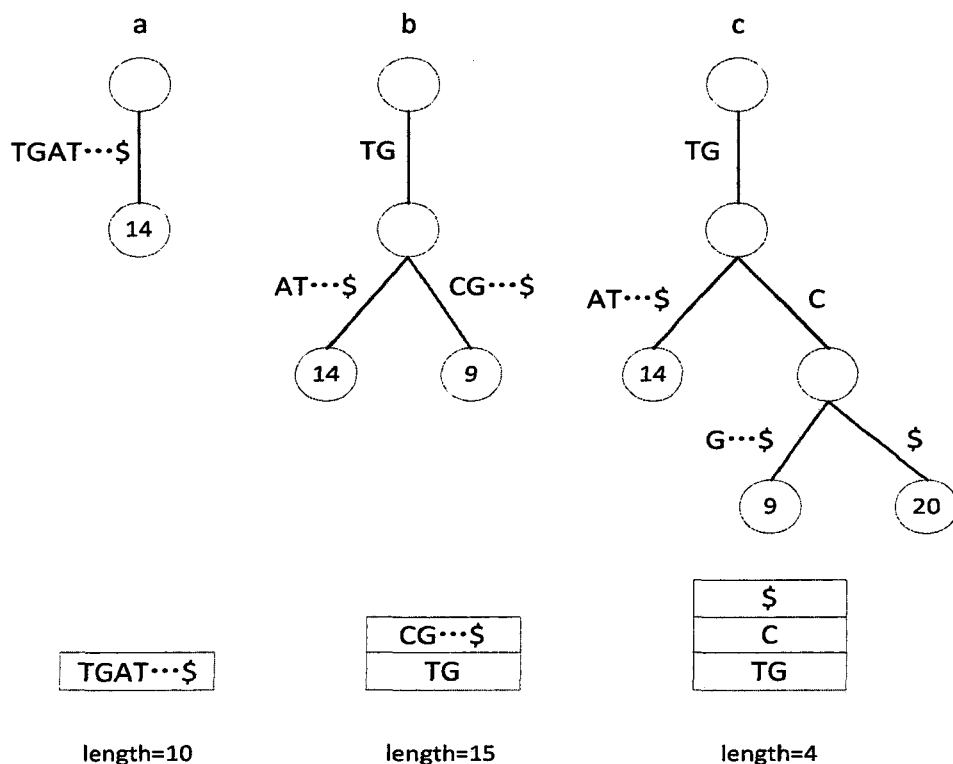 a b c
TGAT···$ TG TG
14
AT···$ CG···$ AT···$ C
14 9 14
G···$ $
9 20
$
CG···$ C
TGAT···$ TG TG
length=10 length=15 length=4